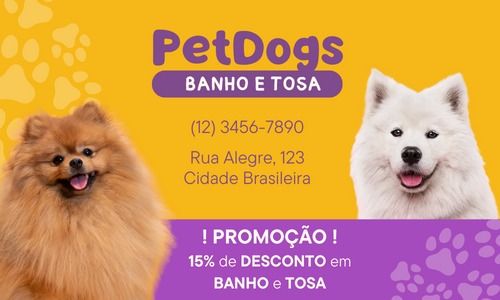 PetDogs
BANHO E TOSA
(12) 3456-7890
Rua Alegre, 123
Cidade Brasileira
! PROMOÇÃO !
15% de DESCONTO em
BANHO e TOSA